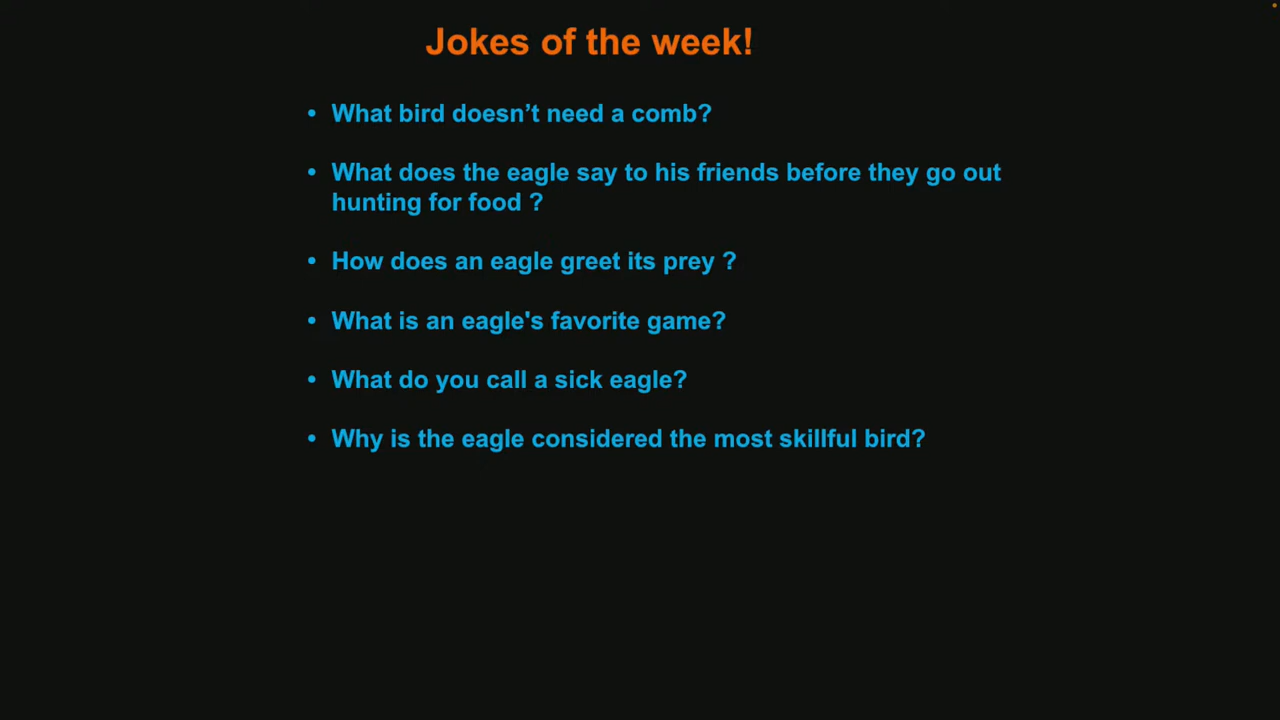 Jokes of the week!
• What bird doesn’t need a comb?
• What does the eagle say to his friends before they go out
hunting for food ?
• How does an eagle greet its prey ?
• What is an eagle's favorite game?
• What do you call a sick eagle?
• Why is the eagle considered the most skillful bird?